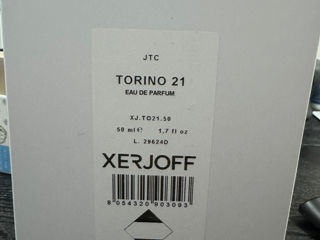 JTC
TORINO 21
EAU DE PARFUM
XJ.TO21.50
50 ml ℮ 1,7 fl oz
L. 29624D
XERJOFF
8 054320 903093